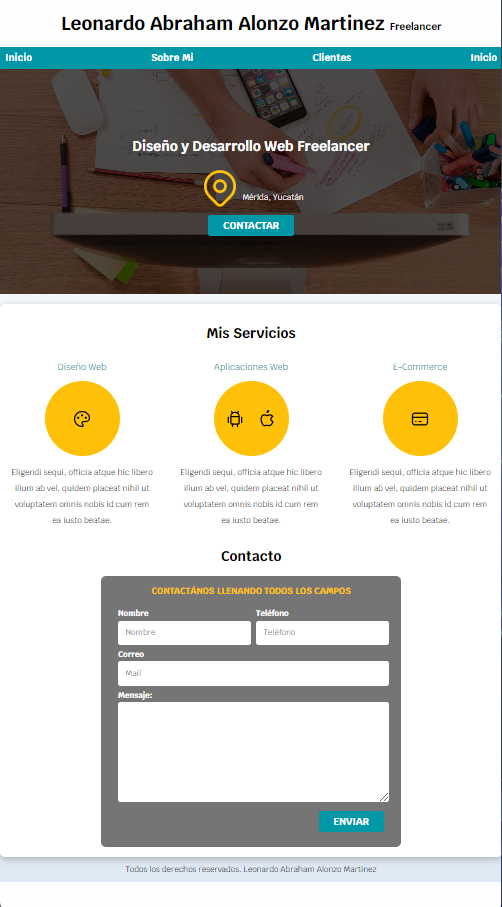 Leonardo Abraham Alonzo Martinez Freelancer
Inicio Sobre Mi Clientes Inicio
Diseño y Desarrollo Web Freelancer
Mérida, Yucatán
CONTACTAR
Mis Servicios
Diseño Web Aplicaciones Web E-Commerce
Eligendi sequi, officia atque hic libero
illum ab vel, quidem placeat nihil ut
voluptatem omnis nobis id cum rem
ea iusto beatae.
Eligendi sequi, officia atque hic libero
illum ab vel, quidem placeat nihil ut
voluptatem omnis nobis id cum rem
ea iusto beatae.
Eligendi sequi, officia atque hic libero
illum ab vel, quidem placeat nihil ut
voluptatem omnis nobis id cum rem
ea iusto beatae.
Contacto
CONTACTÁNOS LLENANDO TODOS LOS CAMPOS
Nombre Teléfono
Nombre Teléfono
Correo
Mail
Mensaje:
ENVIAR
Todos los derechos reservados. Leonardo Abraham Alonzo Martinez